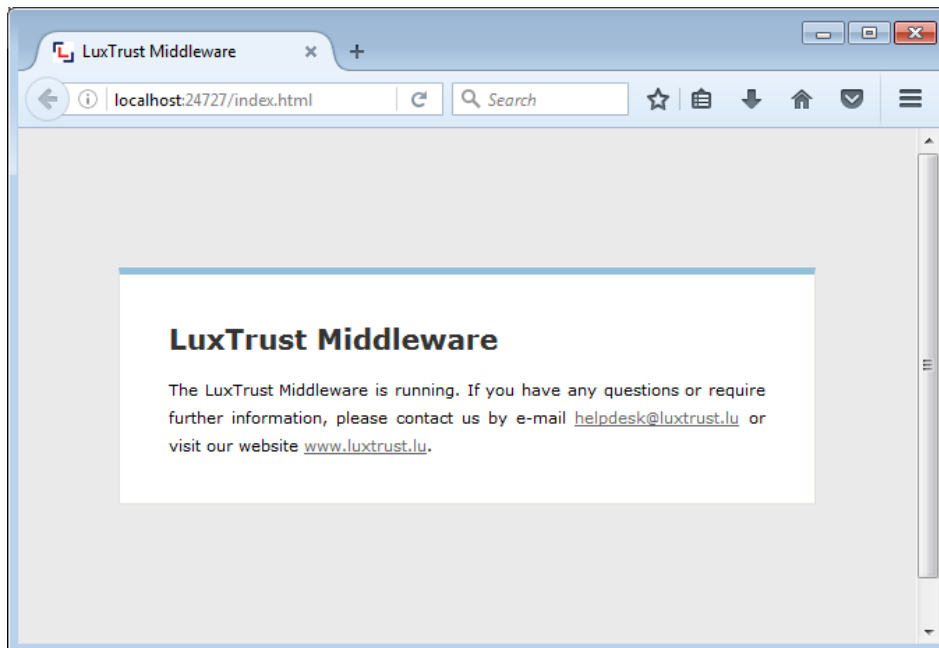 LuxTrust Middleware
localhost:24727/index.html
Search
LuxTrust Middleware
The LuxTrust Middleware is running. If you have any questions or require
further information, please contact us by e-mail helpdesk@luxtrust.lu or
visit our website www.luxtrust.lu.